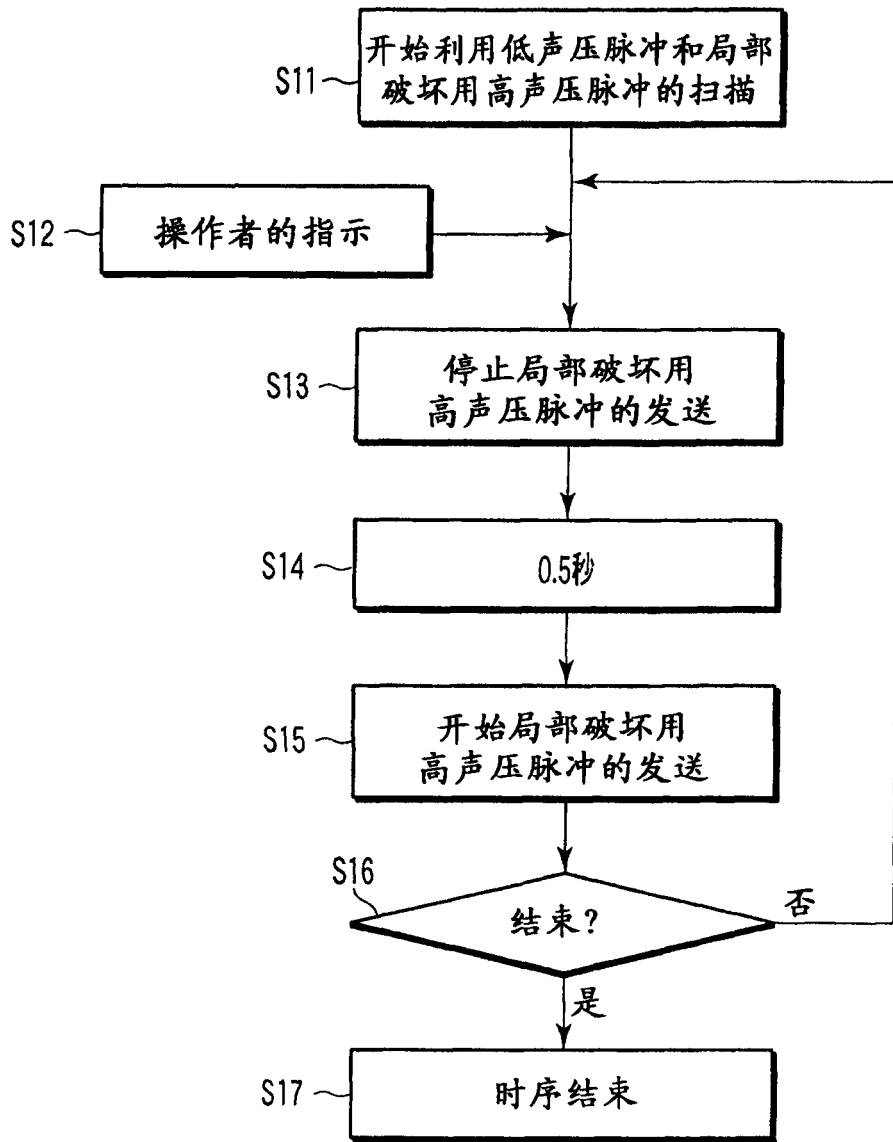 S11
开始利用低声压脉冲和局部
破坏用高声压脉冲的扫描
S12
操作者的指示
S13
停止局部破坏用
高声压脉冲的发送
S14
0.5秒
S15
开始局部破坏用
高声压脉冲的发送
S16
结束?
否
是
S17
时序结束